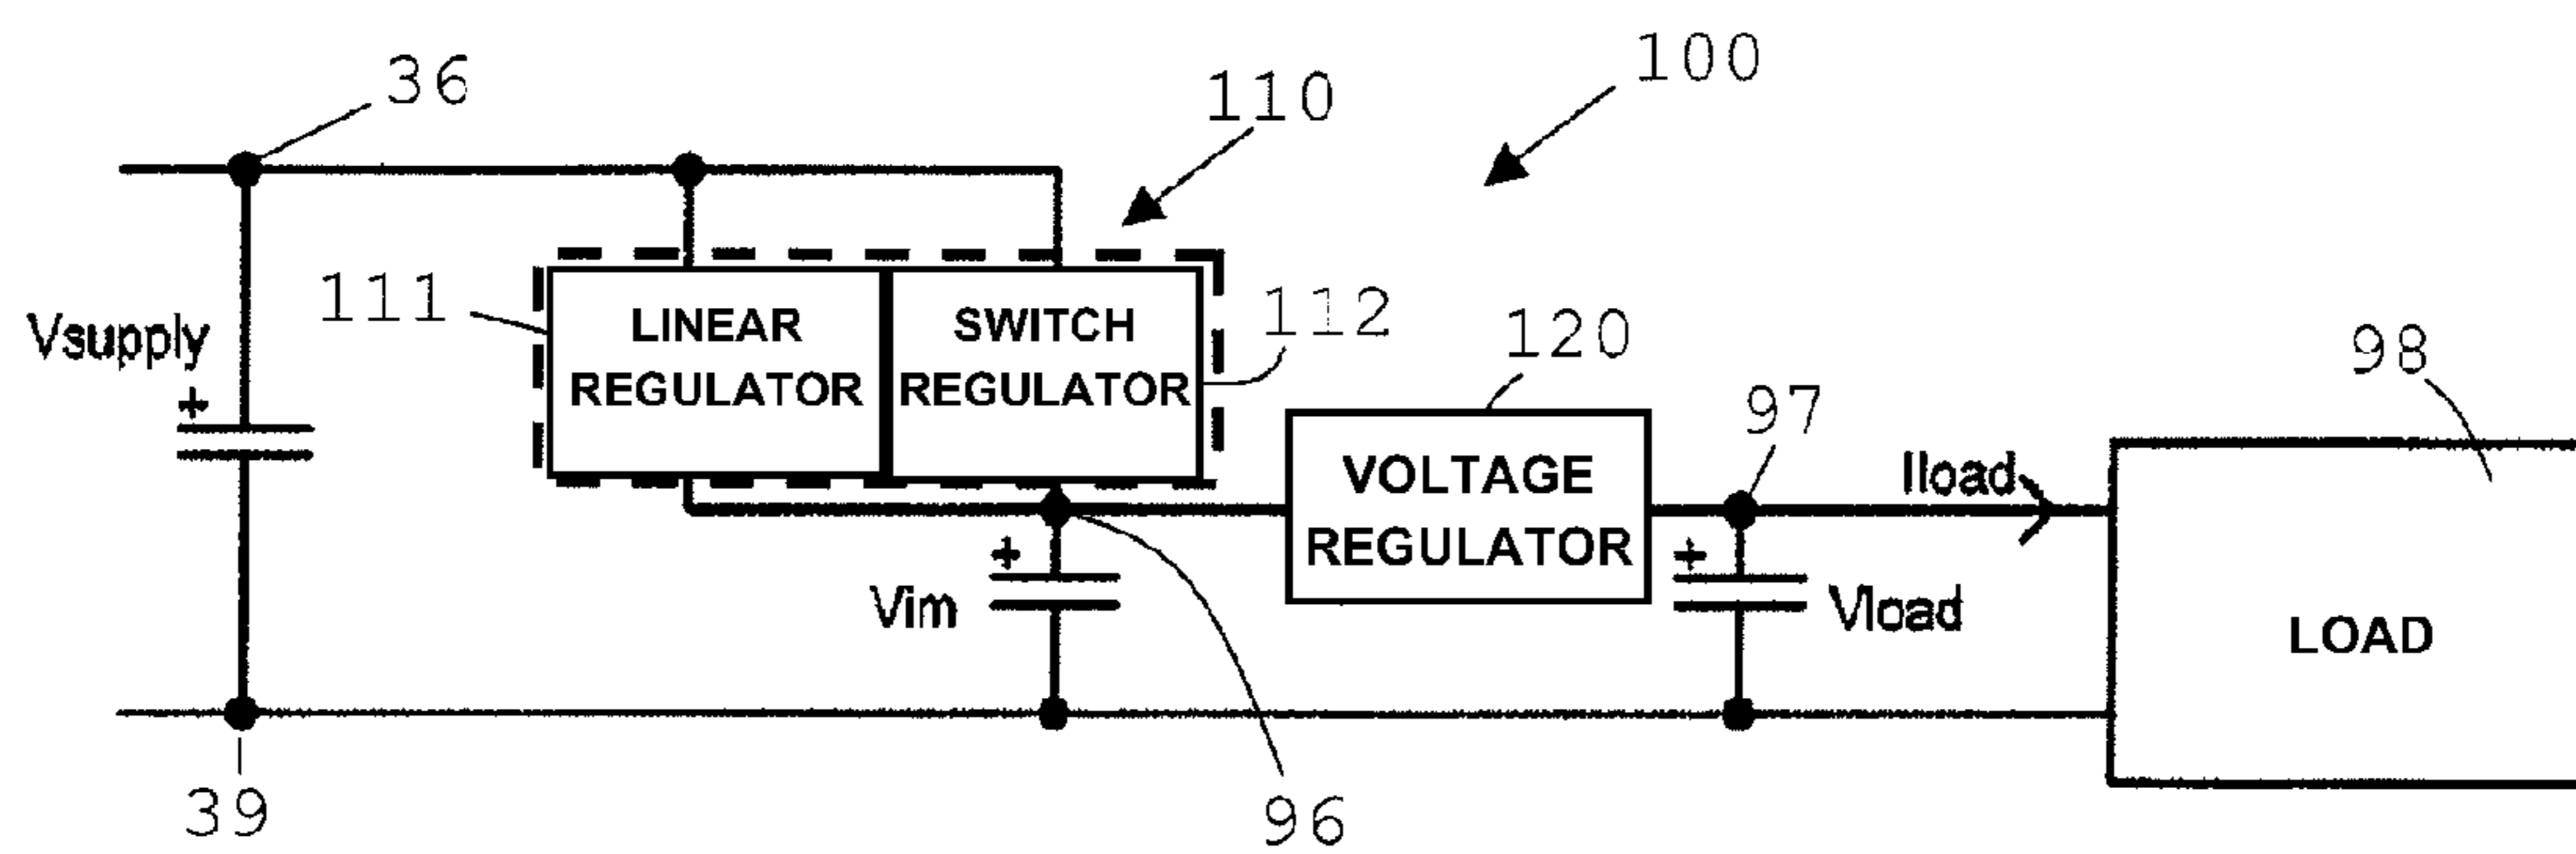 36
110
100
111
Vsupply
+
LINEAR
REGULATOR
SWITCH
REGULATOR
112
120
VOLTAGE
REGULATOR
97
Iload
98
+
Vim
+
Vload
LOAD
39
96